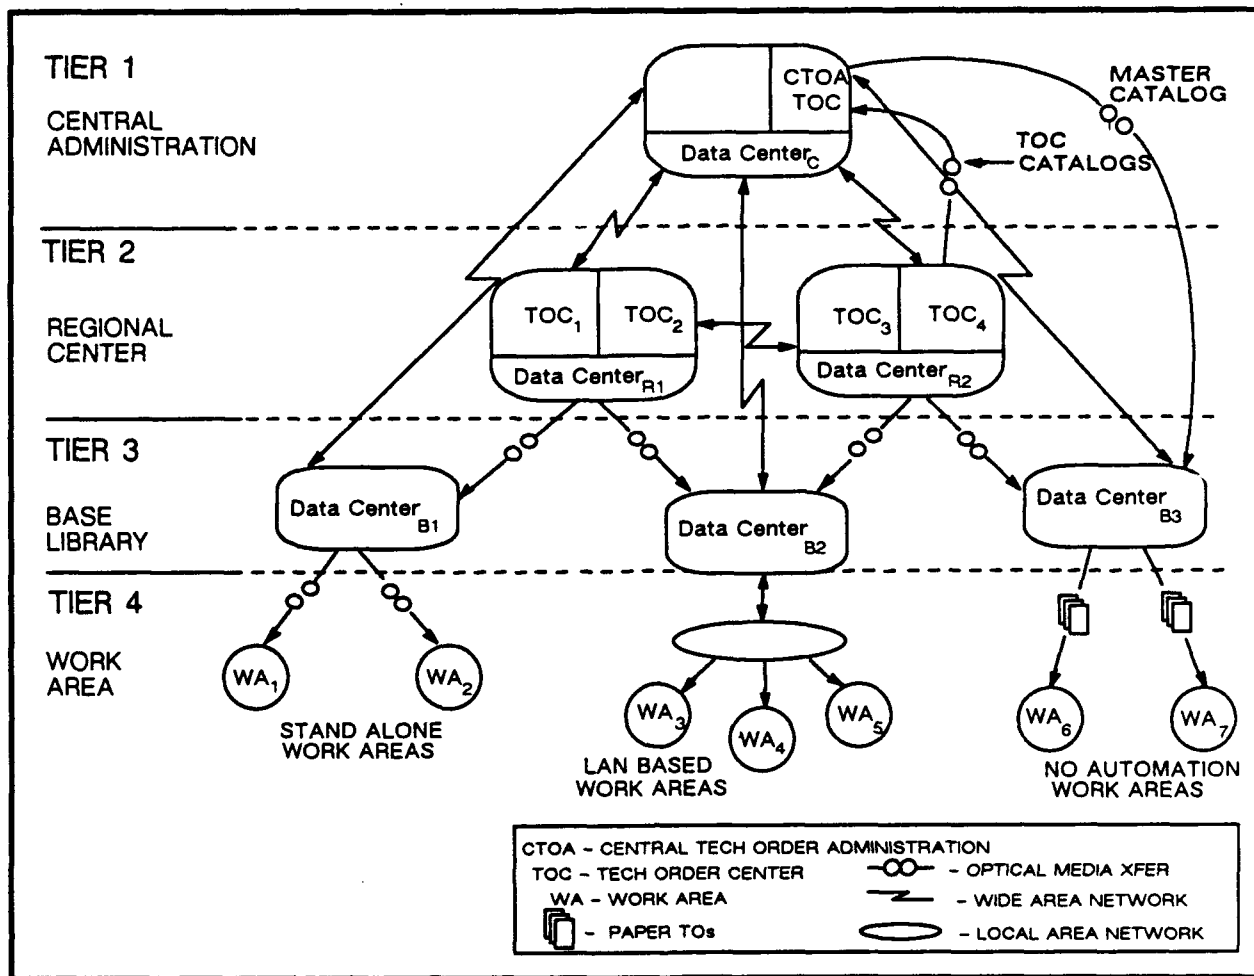 TIER 1
CENTRAL
ADMINISTRATION
CTOA
TOC
Data Center C
MASTER
CATALOG
TOC
CATALOGS
TIER 2
REGIONAL
CENTER
TOC1
TOC2
Data Center R1
TOC3
TOC4
Data Center R2
TIER 3
BASE
LIBRARY
Data Center B1
Data Center B2
Data Center B3
TIER 4
WORK
AREA
WA1
WA2
STAND ALONE
WORK AREAS
WA3
WA4
WA5
LAN BASED
WORK AREAS
WA6
WA7
NO AUTOMATION
WORK AREAS
CTOA - CENTRAL TECH ORDER ADMINISTRATION
TOC - TECH ORDER CENTER
- OPTICAL MEDIA XFER
WA - WORK AREA
- WIDE AREA NETWORK
- PAPER TOs
- LOCAL AREA NETWORK